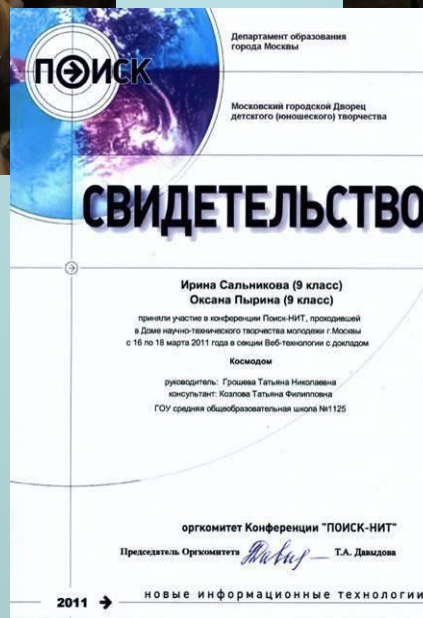 ПОИСК
Департамент образования
города Москвы
Московский городской Дворец
детского (юношеского) творчества
СВИДЕТЕЛЬСТВО
Ирина Сальникова (9 класс)
Оксана Пырина (9 класс)
приняли участие в конференции Поиск-НИТ, проходившей
в Доме научно-технического творчества молодежи г.Москвы
с 16 по 18 марта 2011 года в секции Веб-технологии с докладом
Космодом
руководитель: Грошева Татьяна Николаевна
консультант: Козлова Татьяна Филипповна
ГОУ средняя общеобразовательная школа №1125
оргкомитет Конференции "ПОИСК-НИТ"
Председатель Оргкомитета Т.А. Давыдова
2011 новые информационные технологии